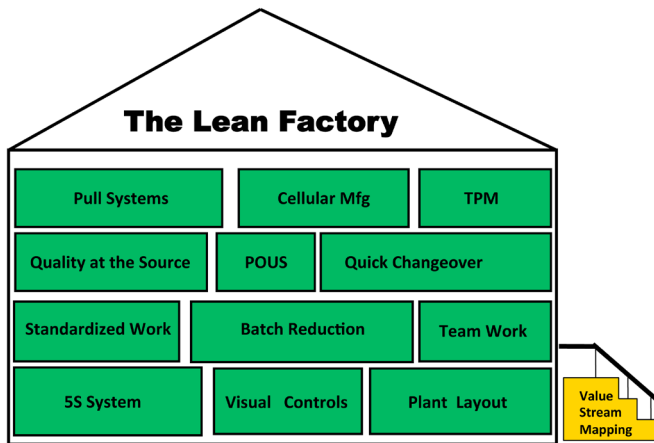 The Lean Factory
Pull Systems
Cellular Mfg
TPM
Quality at the Source
POUS
Quick Changeover
Standardized Work
Batch Reduction
Team Work
5S System
Visual Controls
Plant Layout
Value
Stream
Mapping